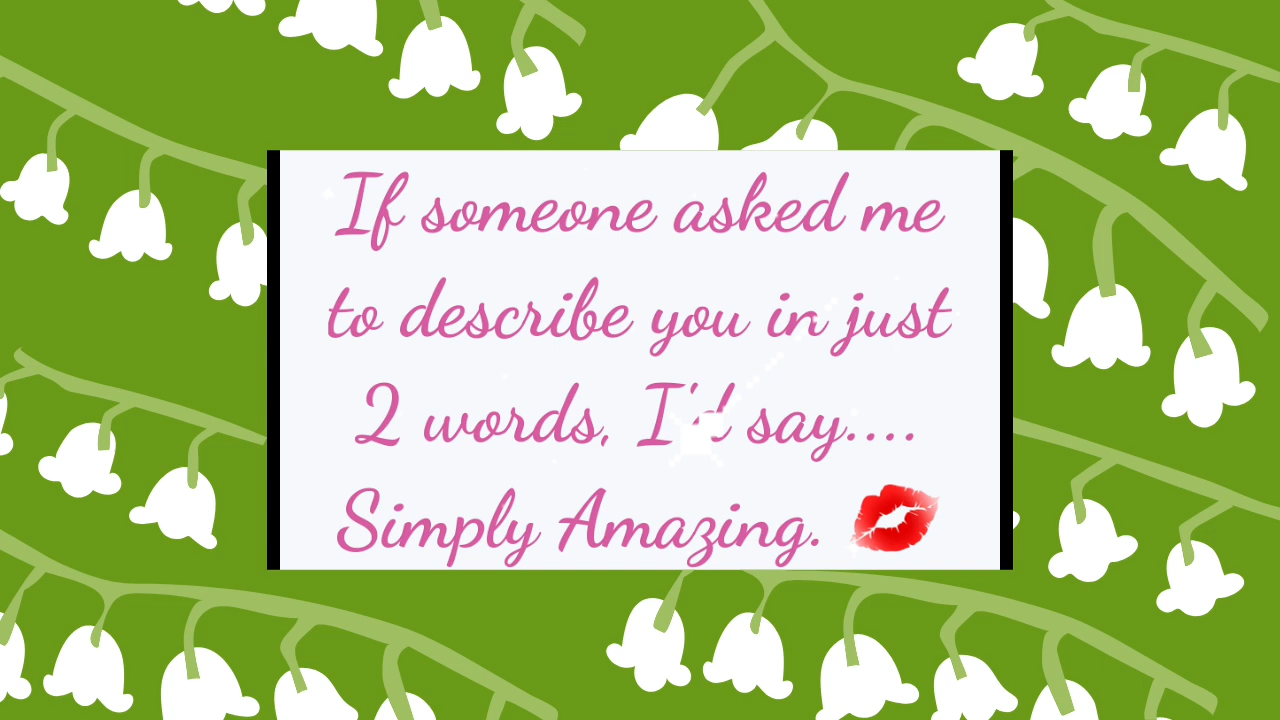 If someone asked me
to describe you in just
2 words, I'd say....
Simply Amazing. 💋